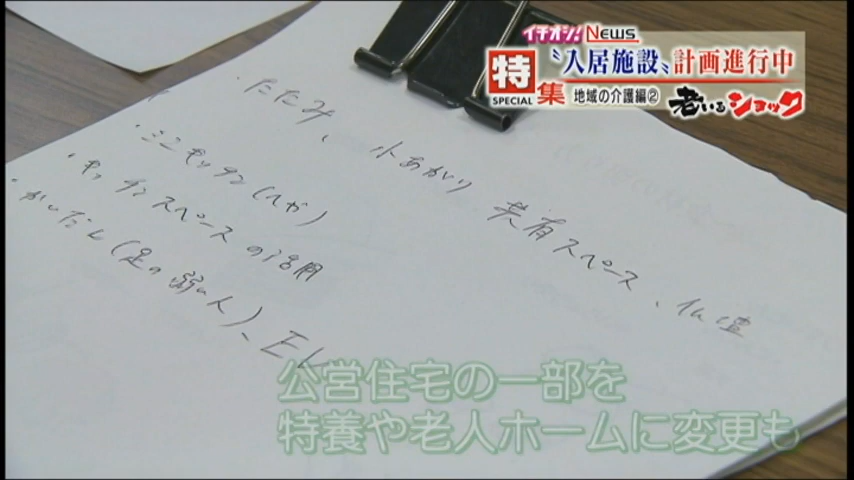 イチオシ! News
特集 SPECIAL
〝入居施設〟計画進行中
地域の介護編② 老いるショック
・たたみ、小あがり 共有スペース、仏壇
・ミニキッチン(ヘヤ)
・キッチンスペースの活用
・かいだん(足の弱い人)、EL
公営住宅の一部を
特養や老人ホームに変更も